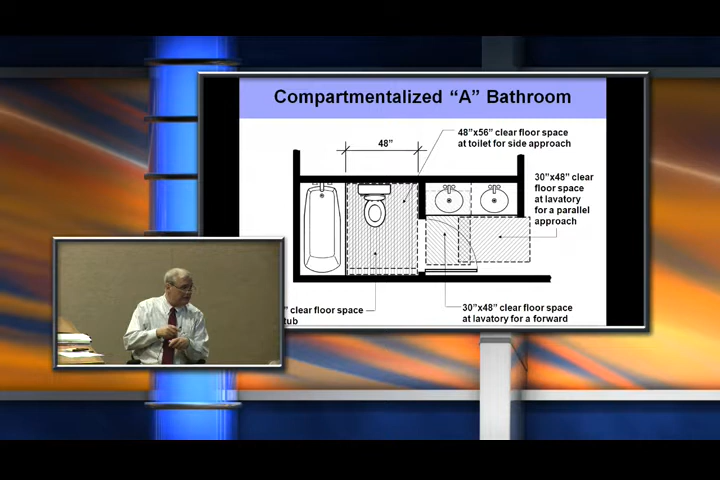 Compartmentalized “A” Bathroom
48"
48”x56” clear floor space
at toilet for side approach
30”x48” clear
floor space
at lavatory
for a parallel
approach
” clear floor space
tub
30”x48” clear floor space
at lavatory for a forward